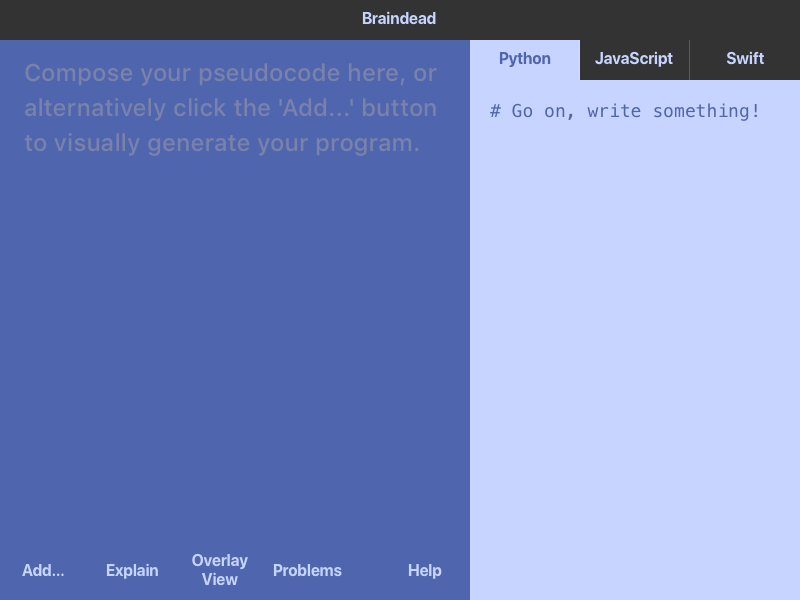 Braindead
Compose your pseudocode here, or
alternatively click the 'Add...' button
to visually generate your program.
Python
JavaScript
Swift
# Go on, write something!
Add...
Explain
Overlay
View
Problems
Help